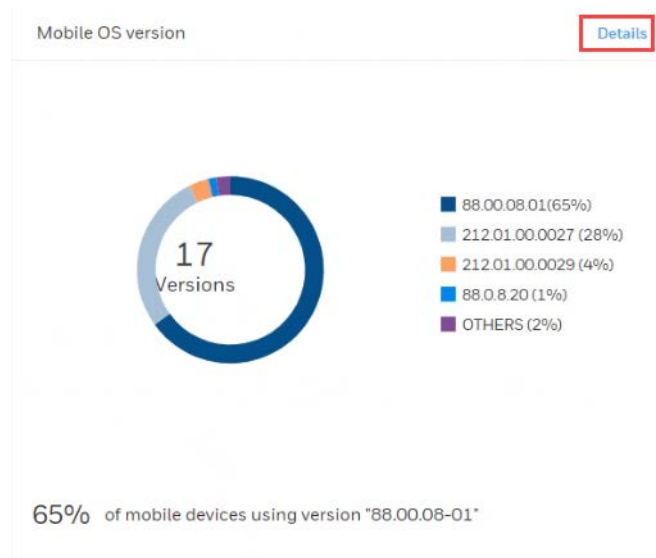 Mobile OS version
Details
17
Versions
88.00.08.01(65%)
212.01.00.0027 (28%)
212.01.00.0029 (4%)
88.0.8.20 (1%)
OTHERS (2%)
65% of mobile devices using version "88.00.08-01"